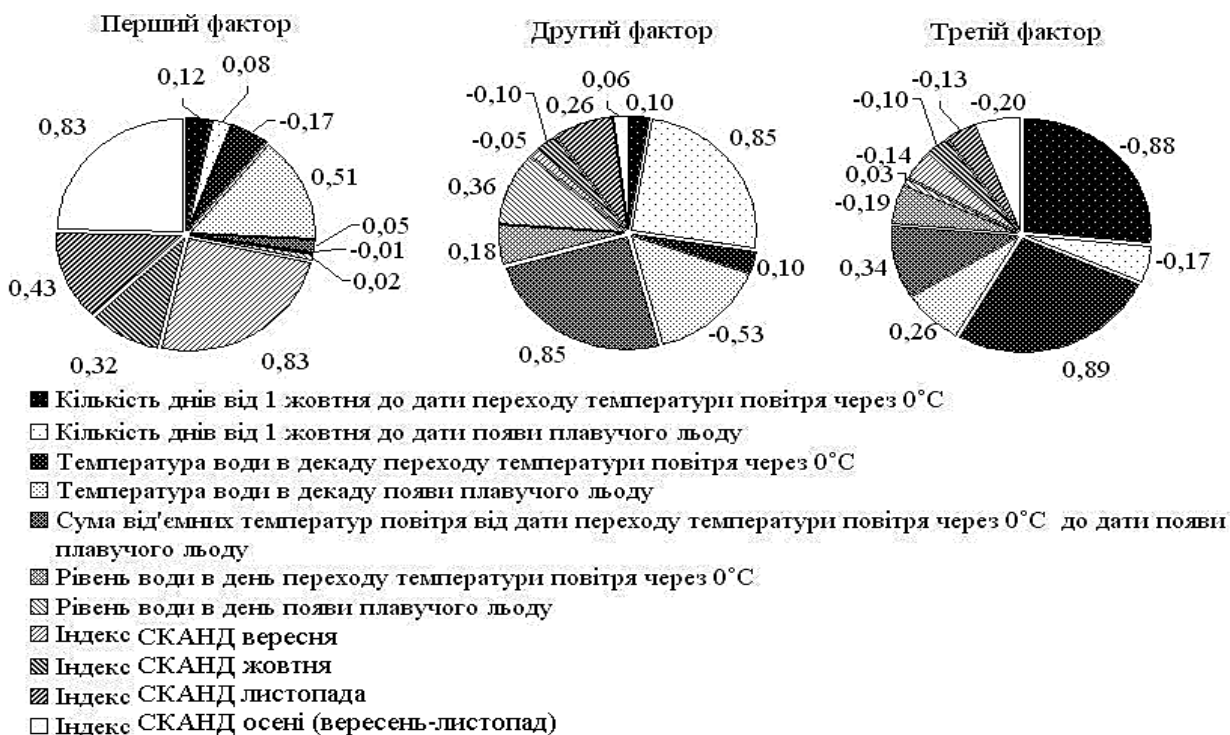 Перший фактор
0,12
0,08
-0,17
0,51
0,05
-0,01
0,02
0,83
0,32
0,43
0,83
Другий фактор
0,06
0,10
0,85
0,10
-0,53
0,85
0,18
0,36
-0,05
-0,10
0,26
Третій фактор
-0,13
-0,20
-0,88
-0,17
0,89
0,26
0,34
-0,19
0,03
-0,14
-0,10
Кількість днів від 1 жовтня до дати переходу температури повітря через 0˚С
Кількість днів від 1 жовтня до дати появи плавучого льоду
Температура води в декаду переходу температури повітря через 0˚С
Температура води в декаду появи плавучого льоду
Сума від'ємних температур повітря від дати переходу температури повітря через 0˚С до дати появи
плавучого льоду
Рівень води в день переходу температури повітря через 0˚С
Рівень води в день появи плавучого льоду
Індекс СКАНД вересня
Індекс СКАНД жовтня
Індекс СКАНД листопада
Індекс СКАНД осені (вересень-листопад)